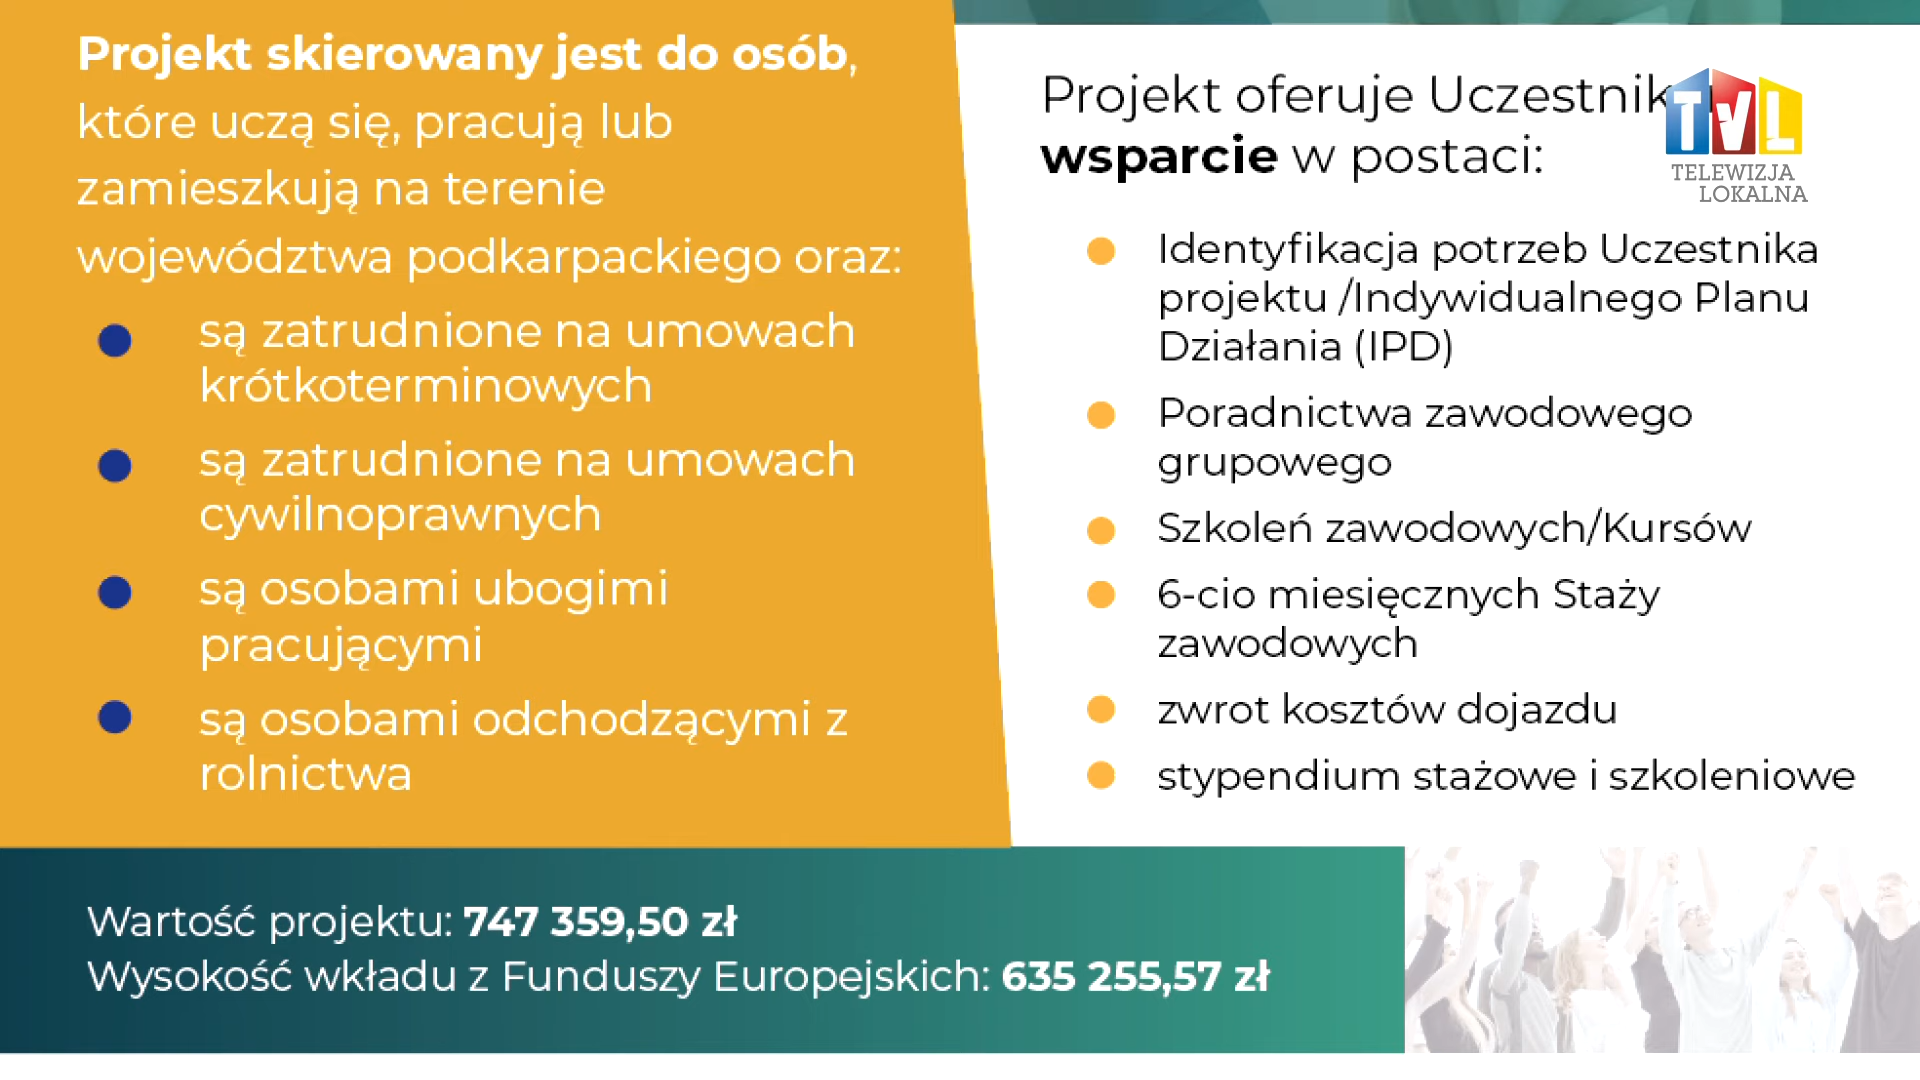 Projekt skierowany jest do osób,
które uczą się, pracują lub
zamieszkują na terenie
województwa podkarpackiego oraz:
są zatrudnione na umowach
krótkoterminowych
są zatrudnione na umowach
cywilnoprawnych
są osobami ubogimi
pracującymi
są osobami odchodzącymi z
rolnictwa
Projekt oferuje
wsparcie w postaci:
TVL
TELEWIZJA
LOKALNA
Identyfikacja potrzeb Uczestnika
projektu /Indywidualnego Planu
Działania (IPD)
Poradnictwa zawodowego
grupowego
Szkoleń zawodowych/Kursów
6-cio miesięcznych Staży
zawodowych
zwrot kosztów dojazdu
stypendium stażowe i szkoleniowe
Wartość projektu: 747 359,50 zł
Wysokość wkładu z Funduszy Europejskich: 635 255,57 zł